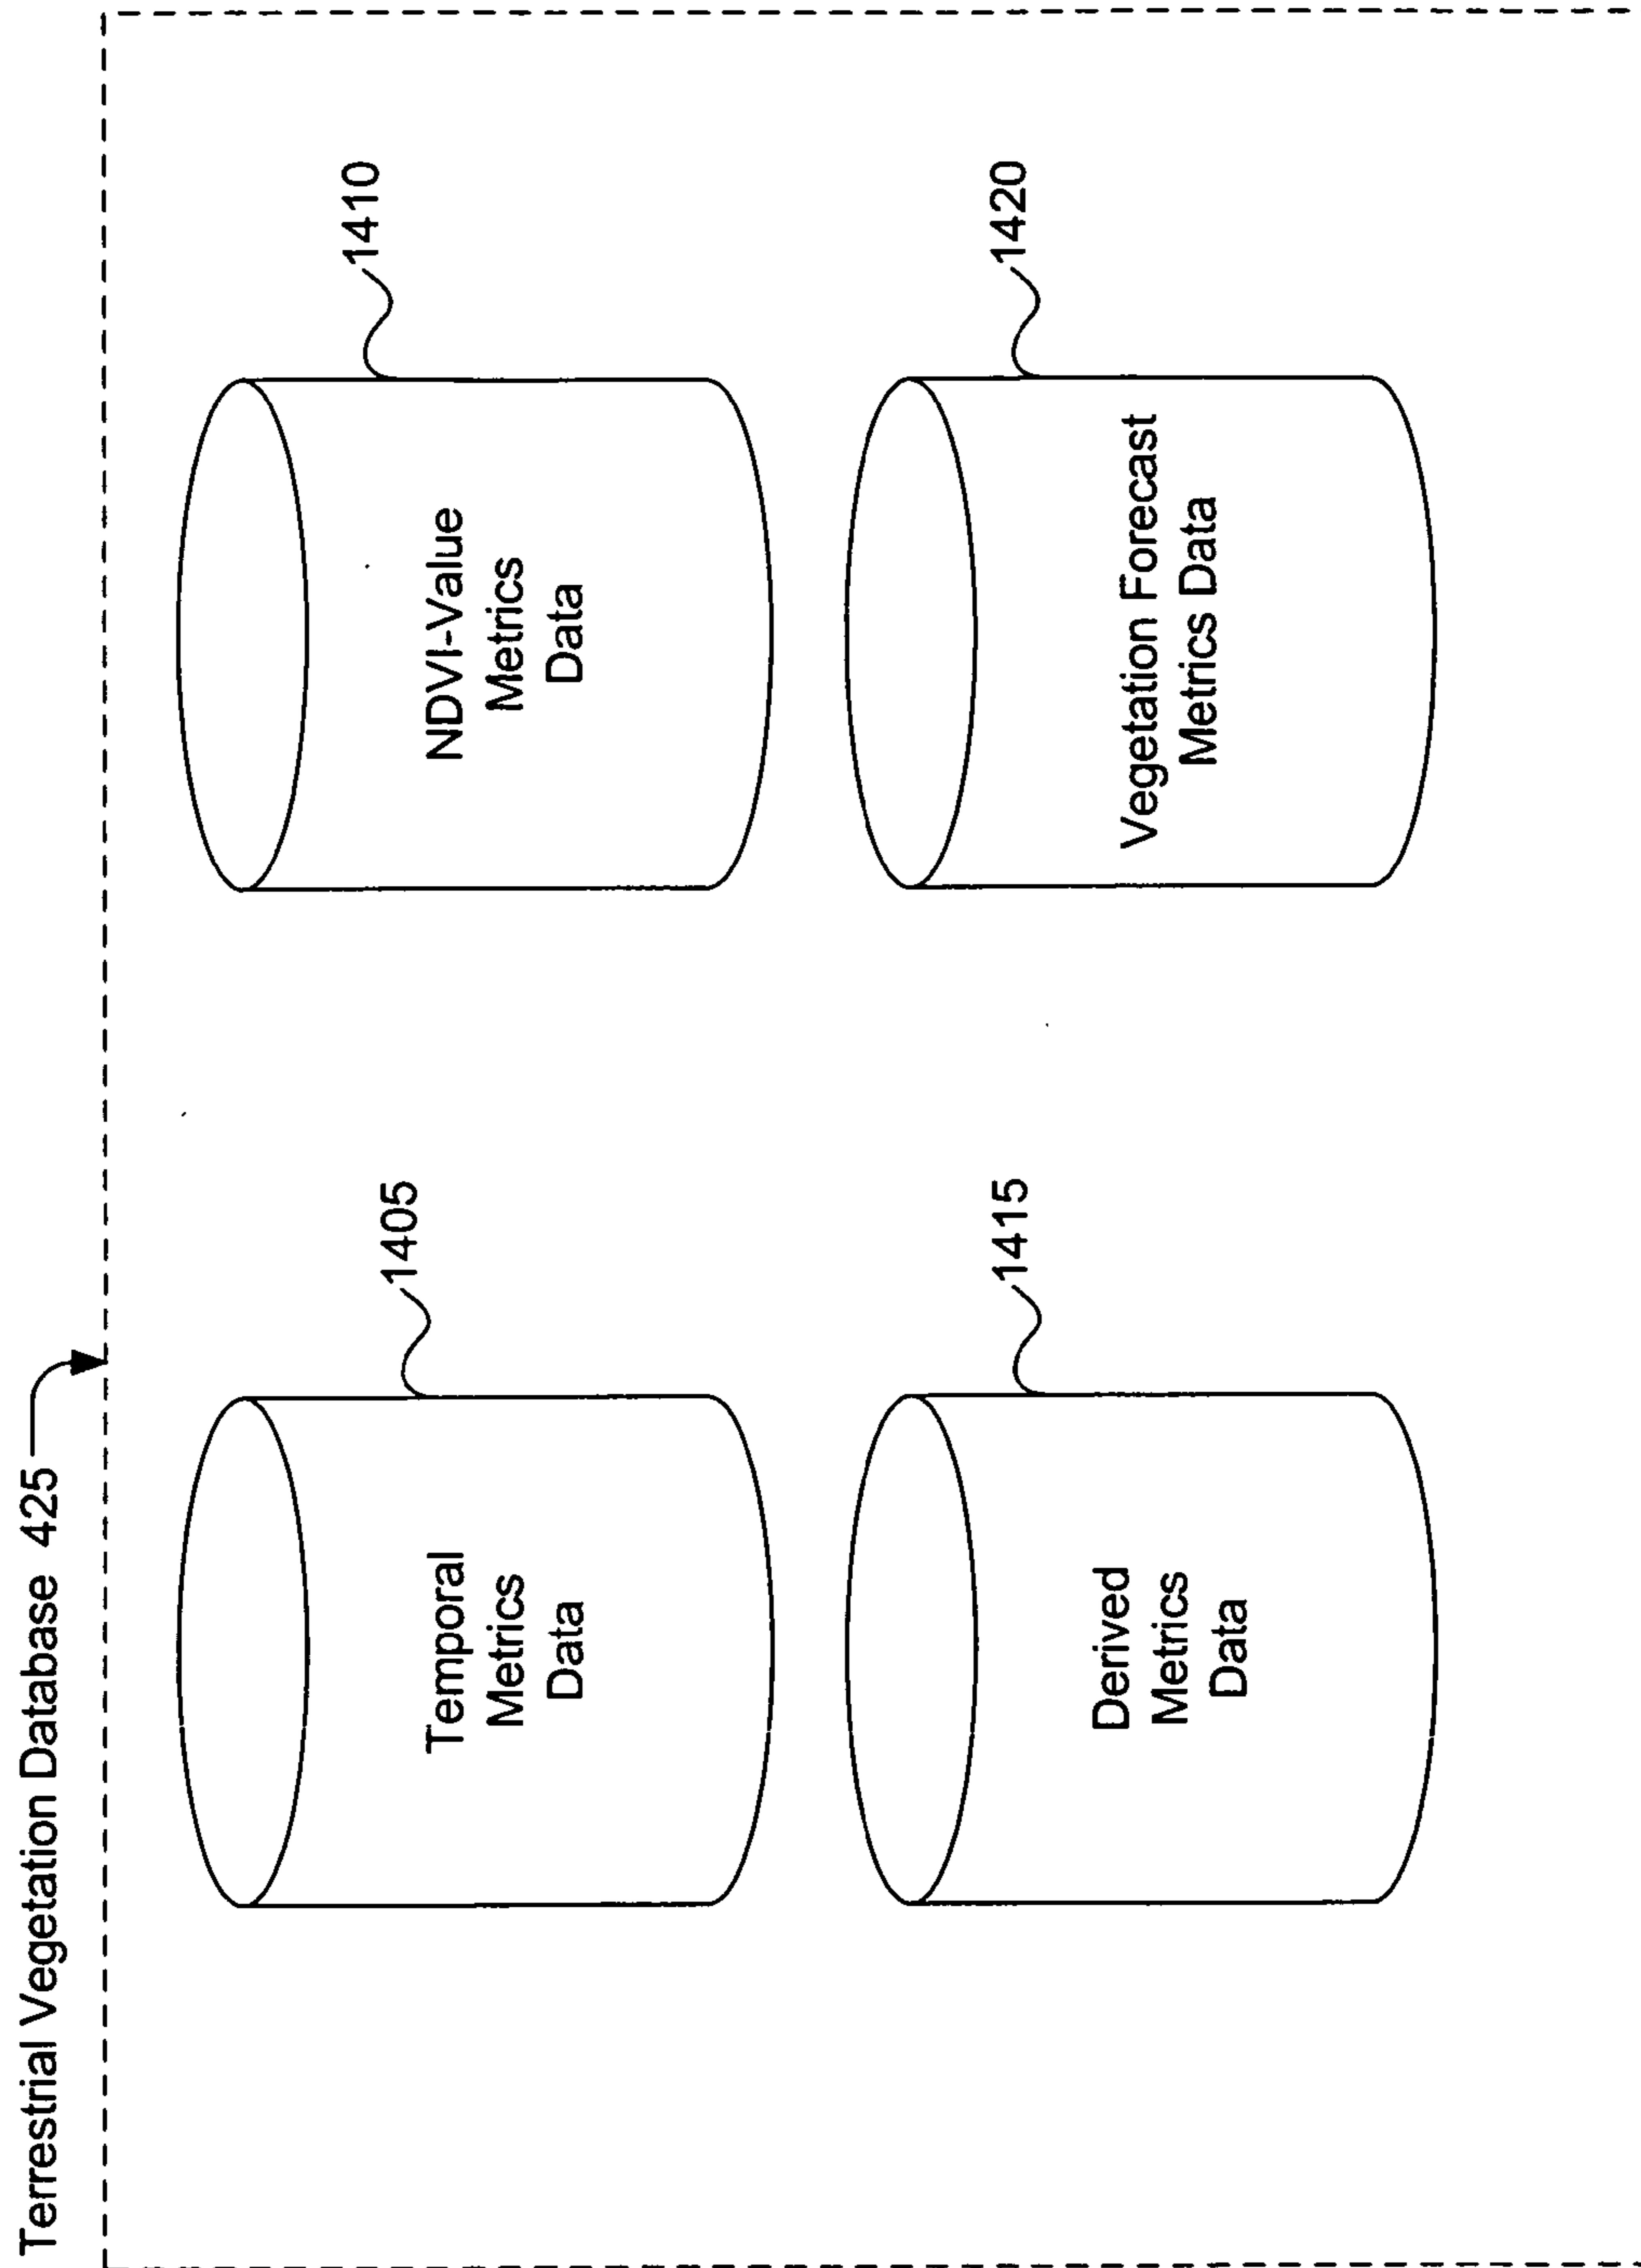 Terrestrial Vegetation Database 425
Temporal
Metrics
Data
1405
NDVI-Value
Metrics
Data
1410
Derived
Metrics
Data
1415
Vegetation Forecast
Metrics Data
1420